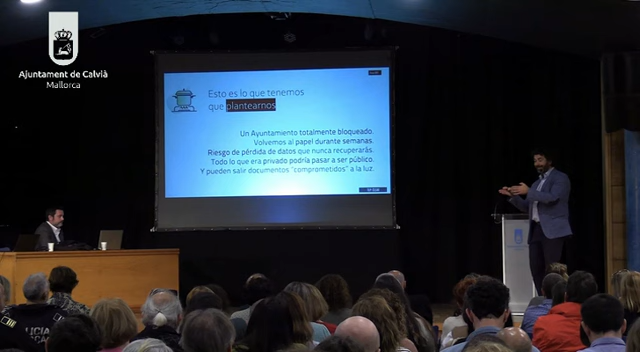 Ajuntament de Calvià
Mallorca
Esto es lo que tenemos
que plantearnos
Un Ayuntamiento totalmente bloqueado.
Volvemos al papel durante semanas.
Riesgo de pérdida de datos que nunca recuperarás.
Todo lo que era privado podría pasar a ser público.
Y pueden salir documentos "comprometidos" a la luz.
POLICIA